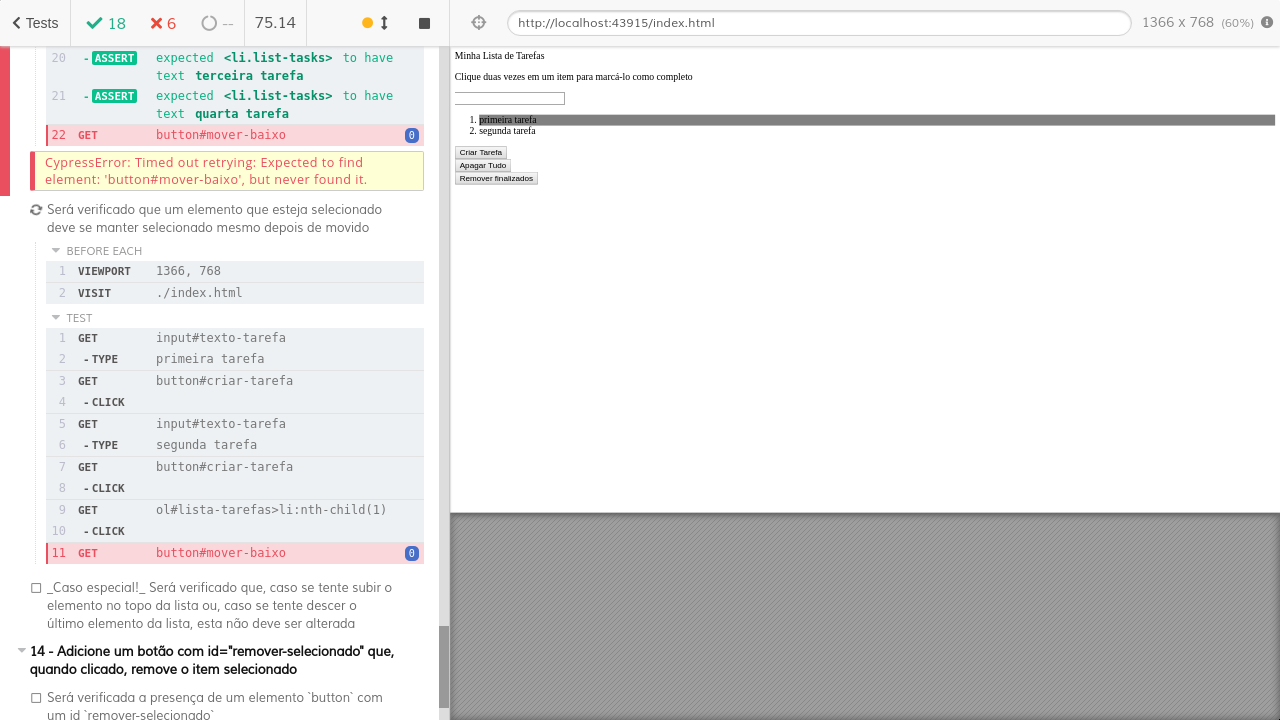 Tests 18 6 -- 75.14
http://localhost:43915/index.html 1366 x 768 (60%)
20 - ASSERT expected <li.list-tasks> to have
text terceira tarefa
21 - ASSERT expected <li.list-tasks> to have
text quarta tarefa
22 GET button#mover-baixo 0
CypressError: Timed out retrying: Expected to find
element: 'button#mover-baixo', but never found it.
Será verificado que um elemento que esteja selecionado
deve se manter selecionado mesmo depois de movido
BEFORE EACH
1 VIEWPORT 1366, 768
2 VISIT ./index.html
TEST
1 GET input#texto-tarefa
2 - TYPE primeira tarefa
3 GET button#criar-tarefa
4 - CLICK
5 GET input#texto-tarefa
6 - TYPE segunda tarefa
7 GET button#criar-tarefa
8 - CLICK
9 GET ol#lista-tarefas>li:nth-child(1)
10 - CLICK
11 GET button#mover-baixo 0
_Caso especial!_ Será verificado que, caso se tente subir o
elemento no topo da lista ou, caso se tente descer o
último elemento da lista, esta não deve ser alterada
14 - Adicione um botão com id="remover-selecionado" que,
quando clicado, remove o item selecionado
Será verificada a presença de um elemento `button` com
um id `remover-selecionado`
Minha Lista de Tarefas
Clique duas vezes em um item para marcá-lo como completo
1. primeira tarefa
2. segunda tarefa
Criar Tarefa
Apagar Tudo
Remover finalizados